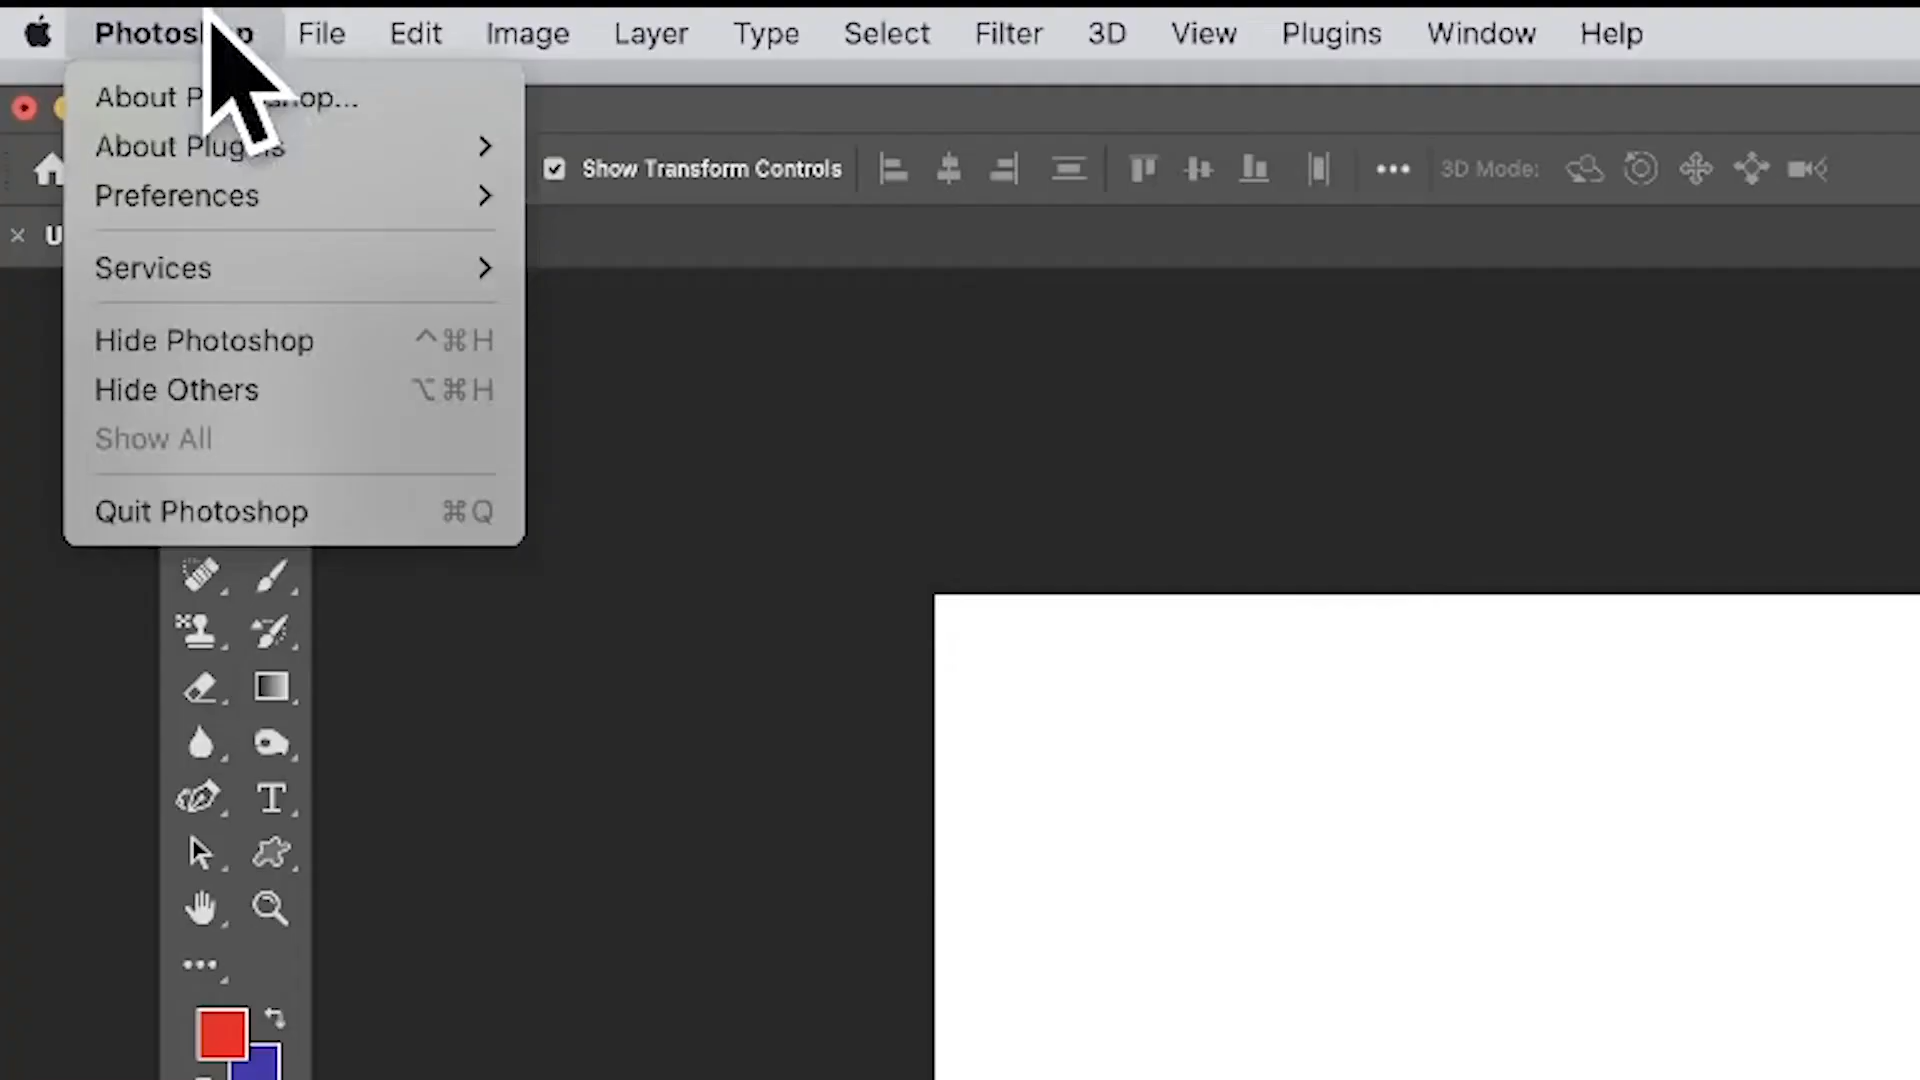 Photoshop File Edit Image Layer Type Select Filter 3D View Plugins Window Help
About Photoshop...
About Plugins
Show Transform Controls
3D Mode:
Preferences
U
Services
Hide Photoshop ^⌘H
Hide Others ⌥⌘H
Show All
Quit Photoshop ⌘Q